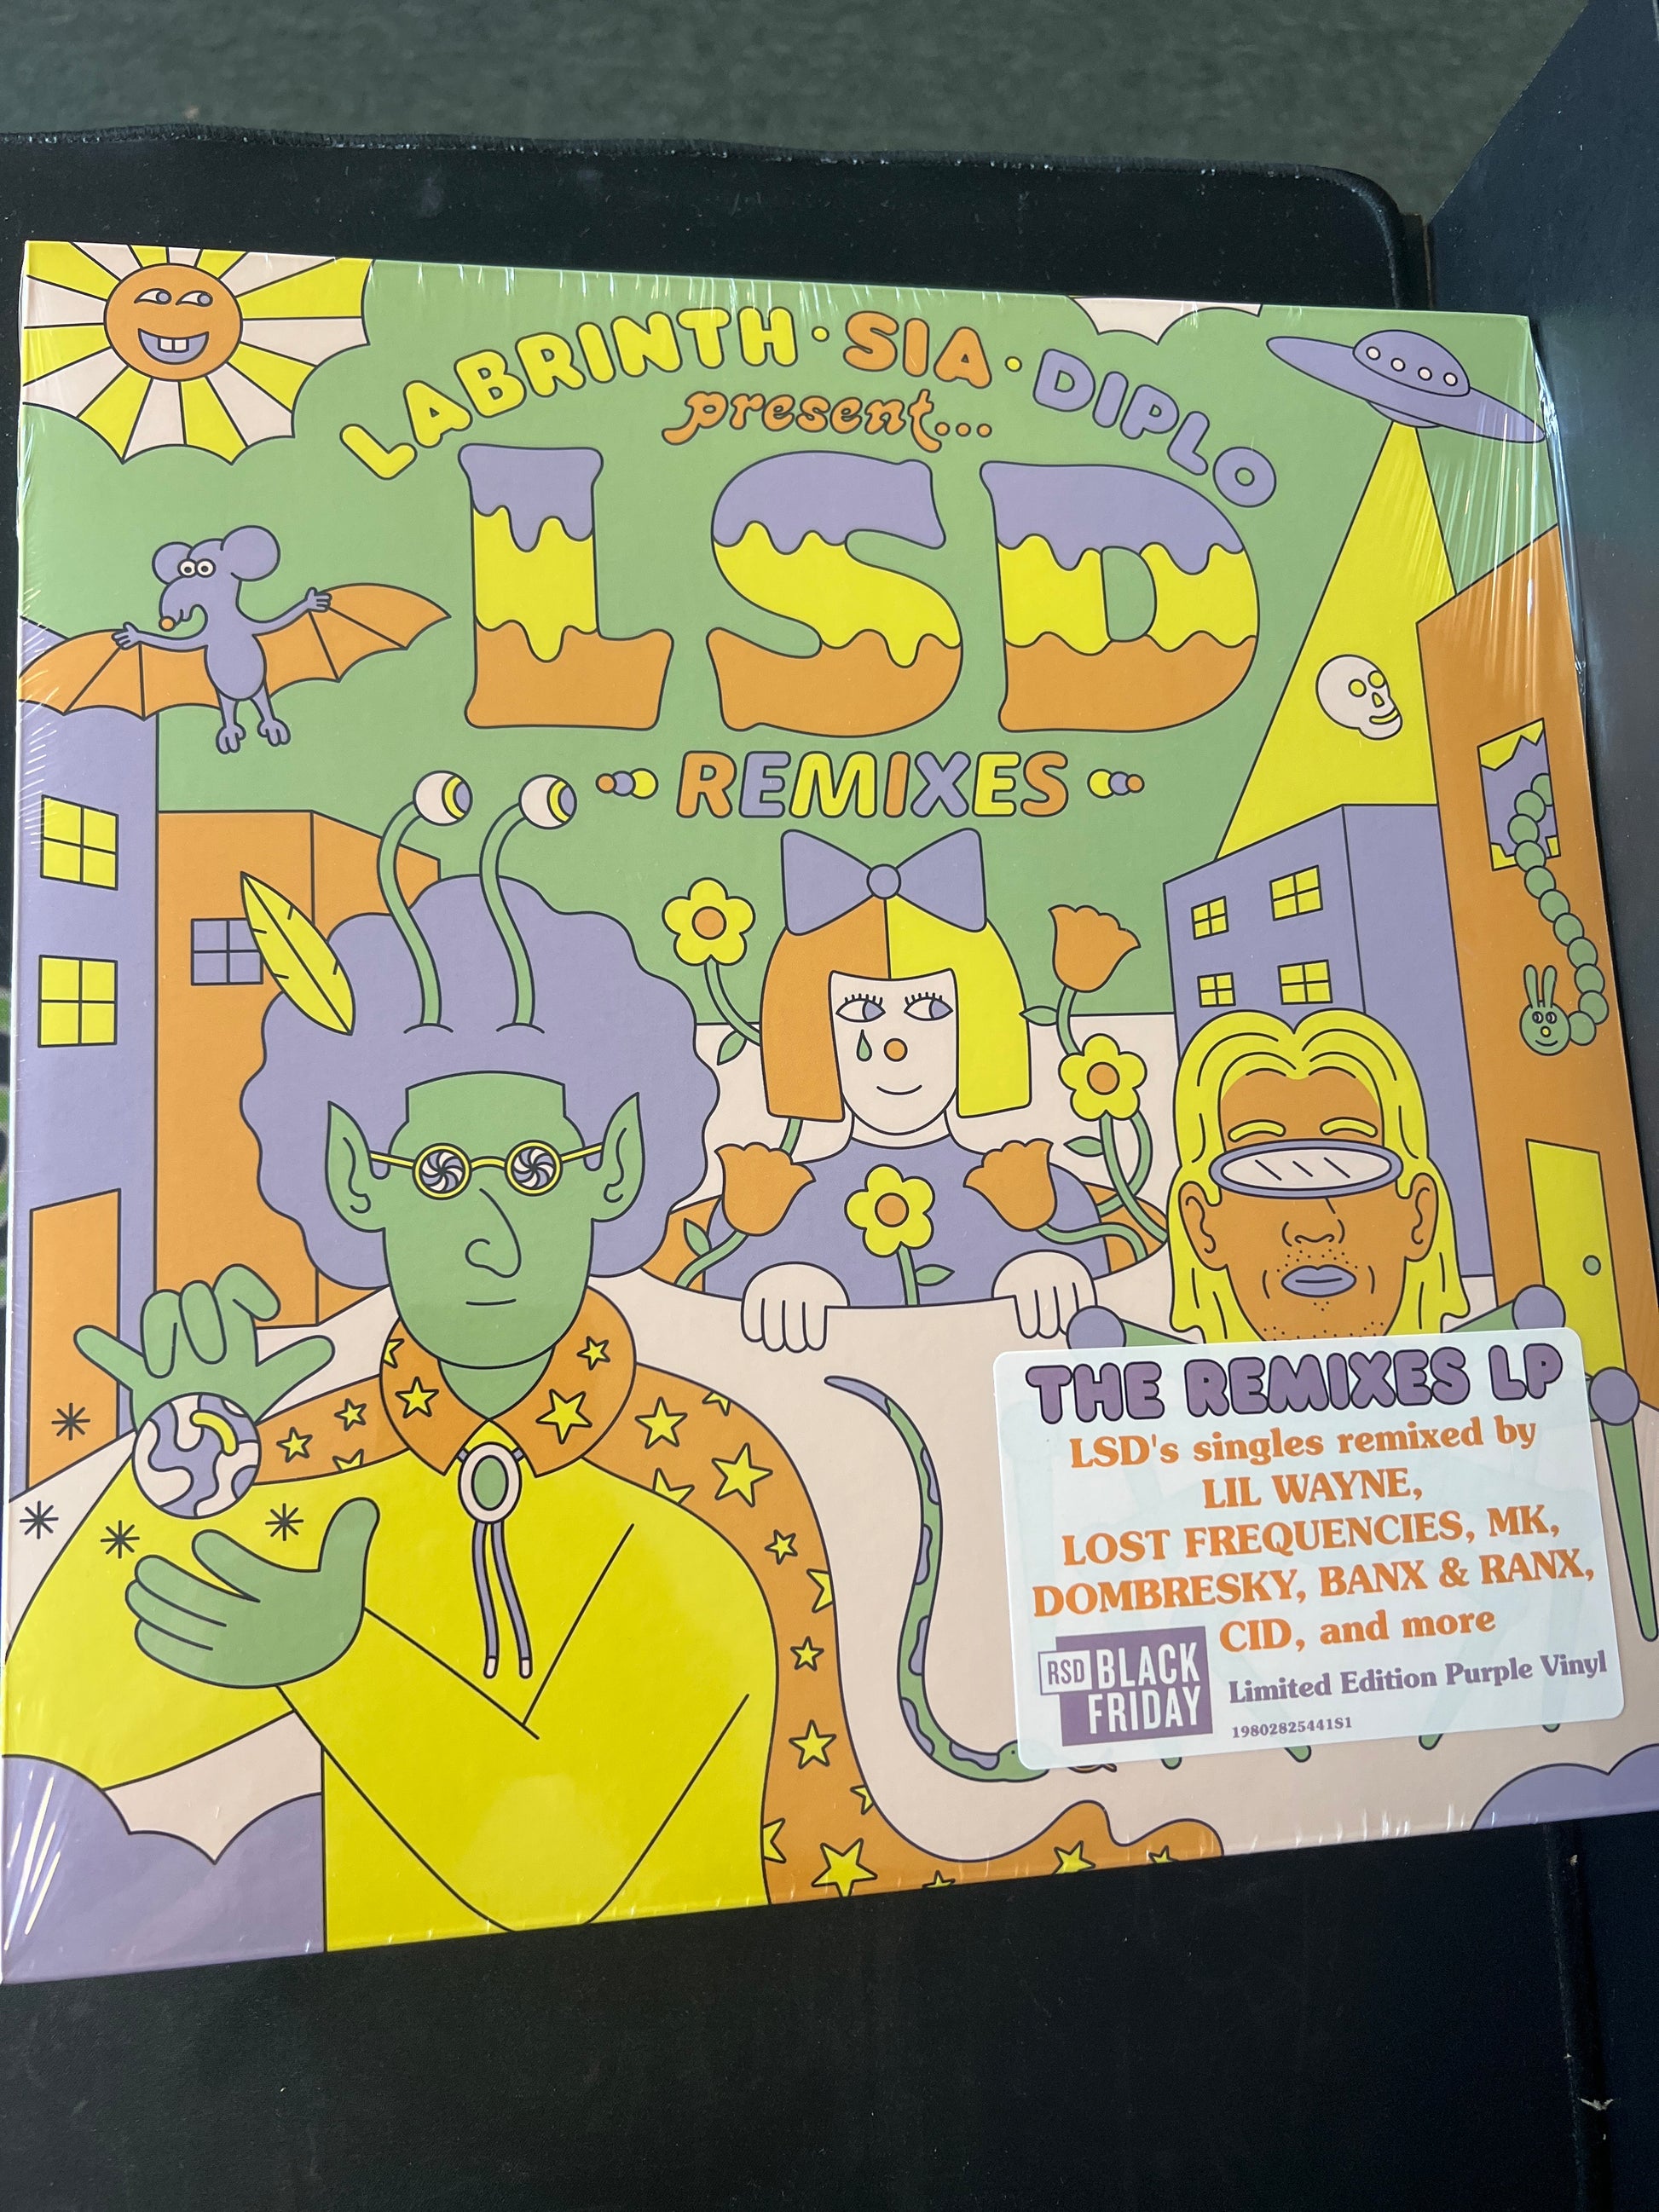 LABRINTH · SIA · DIPLO
present...
LSD
REMIXES
THE REMIXES LP
LSD's singles remixed by
LIL WAYNE,
LOST FREQUENCIES, MK,
DOMBRESKY, BANX & RANX,
CID, and more
RSD BLACK FRIDAY
Limited Edition Purple Vinyl
19802825441S1